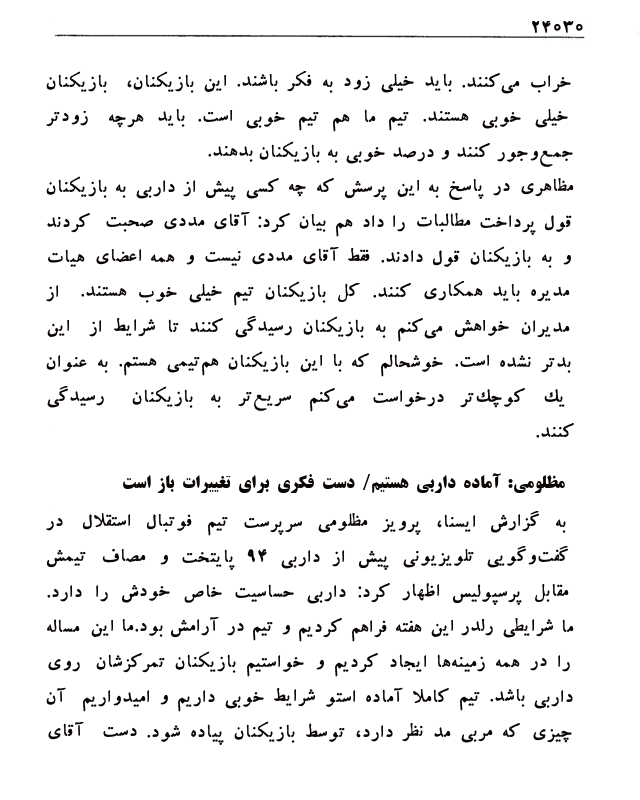 ۲۴۰۳۰
خراب می‌کنند. باید خیلی زود به فکر باشند. این بازیکنان، بازیکنان
خیلی خوبی هستند. تیم ما هم تیم خوبی است. باید هرچه زودتر
جمع‌وجور کنند و درصد خوبی به بازیکنان بدهند.
مظاهری در پاسخ به این پرسش که چه کسی پیش از داربی به بازیکنان
قول پرداخت مطالبات را داد هم بیان کرد: آقای مددی صحبت کردند
و به بازیکنان قول دادند. فقط آقای مددی نیست و همه اعضای هیات
مدیره باید همکاری کنند. کل بازیکنان تیم خیلی خوب هستند. از
مدیران خواهش می‌کنم به بازیکنان رسیدگی کنند تا شرایط از این
بدتر نشده است. خوشحالم که با این بازیکنان هم‌تیمی هستم. به عنوان
یك کوچك‌تر درخواست می‌کنم سریع‌تر به بازیکنان رسیدگی
کنند.
مظلومی: آماده داربی هستیم/ دست فکری برای تغییرات باز است
به گزارش ایسنا، پرویز مظلومی سرپرست تیم فوتبال استقلال در
گفت‌وگویی تلویزیونی پیش از داربی ۹۴ پایتخت و مصاف تیمش
مقابل پرسپولیس اظهار کرد: داربی حساسیت خاص خودش را دارد.
ما شرایطی رلدر این هفته فراهم کردیم و تیم در آرامش بود.ما این مساله
را در همه زمینه‌ها ایجاد کردیم و خواستیم بازیکنان تمرکزشان روی
داربی باشد. تیم کاملا آماده استو شرایط خوبی داریم و امیدواریم آن
چیزی که مربی مد نظر دارد، توسط بازیکنان پیاده شود. دست آقای